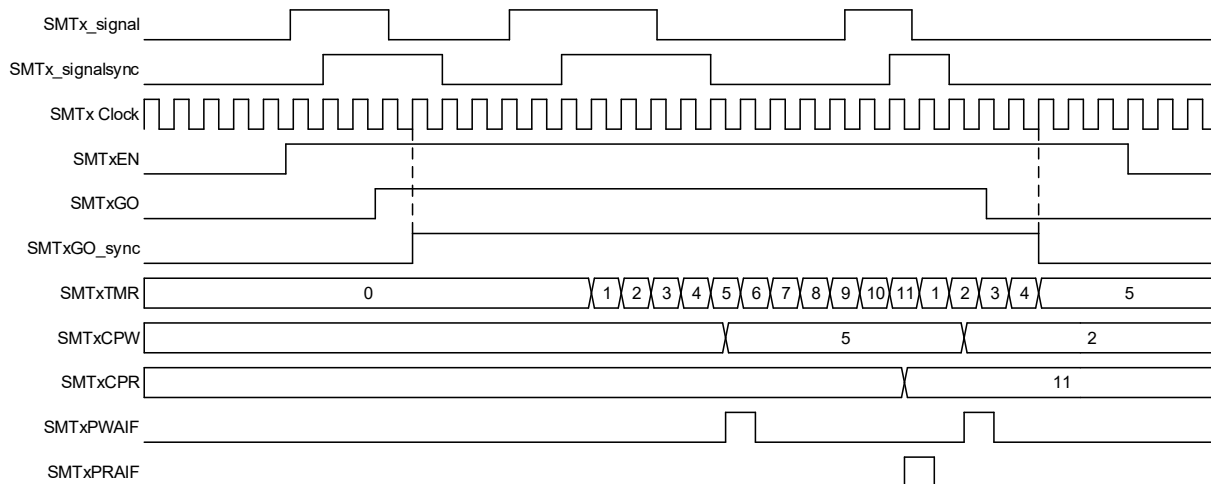 SMTx_signal
SMTx_signalsync
SMTx Clock
SMTxEN
SMTxGO
SMTxGO_sync
SMTxTMR 0 1 2 3 4 5 6 7 8 9 10 11 1 2 3 4 5
SMTxCPW 5 2
SMTxCPR 11
SMTxPWAIF
SMTxPRAIF